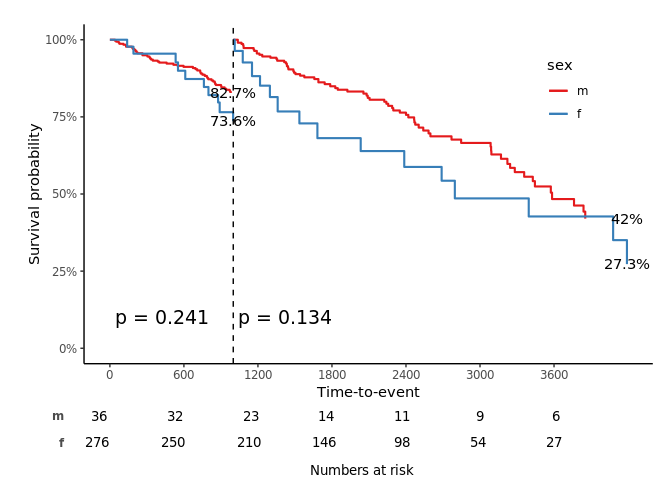 100%
75%
50%
25%
0%
Survival probability
sex
m
f
82.7%
73.6%
42%
27.3%
p = 0.241
p = 0.134
0 600 1200 1800 2400 3000 3600
Time-to-event
m 36 32 23 14 11 9 6
f 276 250 210 146 98 54 27
Numbers at risk